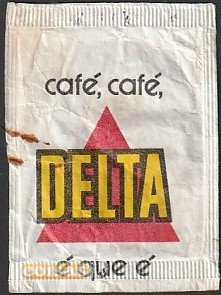 café, café,
DELTA
é que é